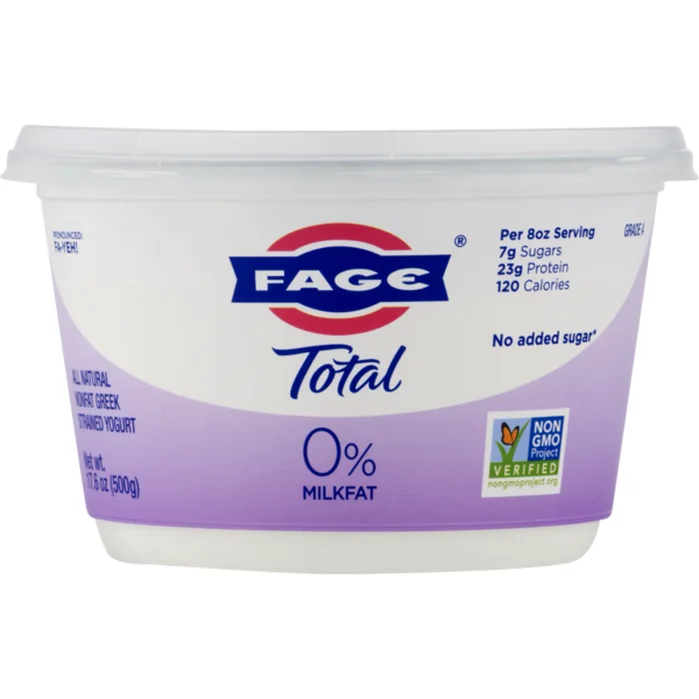 PRONOUNCED:
FA-YEH!
FAGE®
Total
0%
MILKFAT
Per 8oz Serving
7g Sugars
23g Protein
120 Calories
GRADE A
No added sugar*
ALL NATURAL
NONFAT GREEK
STRAINED YOGURT
Net wt.
17.6 oz (500g)
NON
GMO
Project
VERIFIED
nongmoproject.org